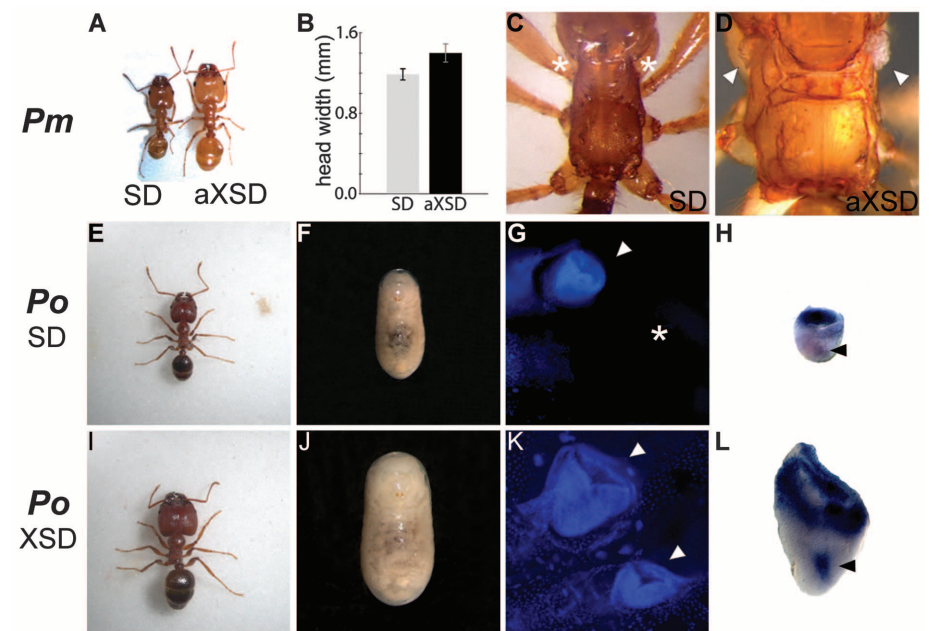 A
B
C
D
Pm
SD
aXSD
head width (mm)
1.6
0.8
0.0
SD
aXSD
*
*
SD
aXSD
E
F
G
H
Po
SD
*
I
J
K
L
Po
XSD